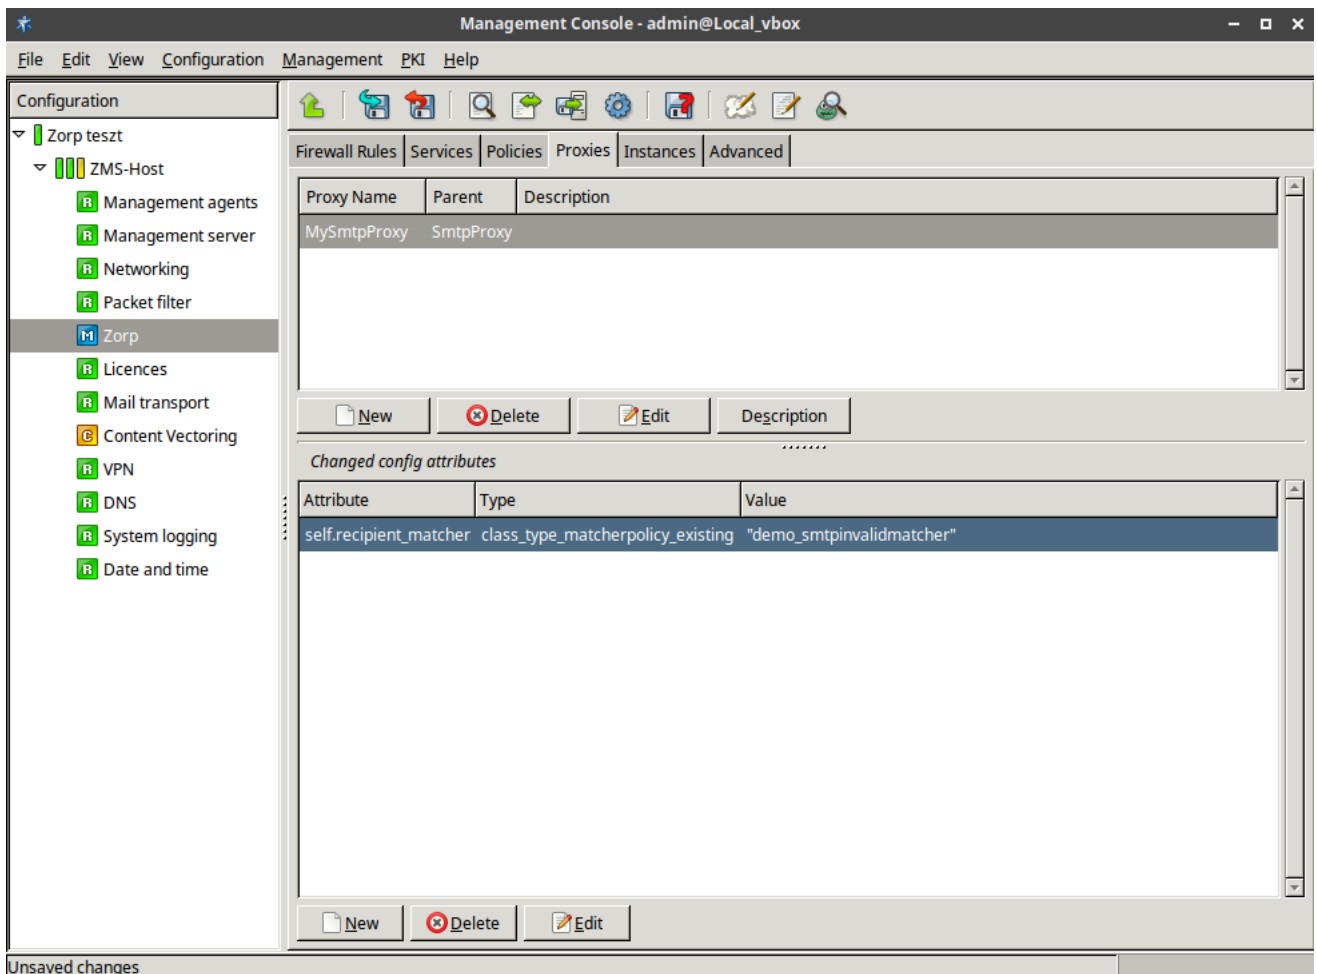 Management Console - admin@Local_vbox
File Edit View Configuration Management PKI Help
Configuration
Zorp teszt
ZMS-Host
R Management agents
R Management server
R Networking
R Packet filter
M Zorp
R Licences
R Mail transport
C Content Vectoring
R VPN
R DNS
R System logging
R Date and time
Firewall Rules Services Policies Proxies Instances Advanced
Proxy Name Parent Description
MySmtpProxy SmtpProxy
New Delete Edit Description
Changed config attributes
Attribute Type Value
self.recipient_matcher class_type_matcherpolicy_existing "demo_smtpinvalidmatcher"
New Delete Edit
Unsaved changes